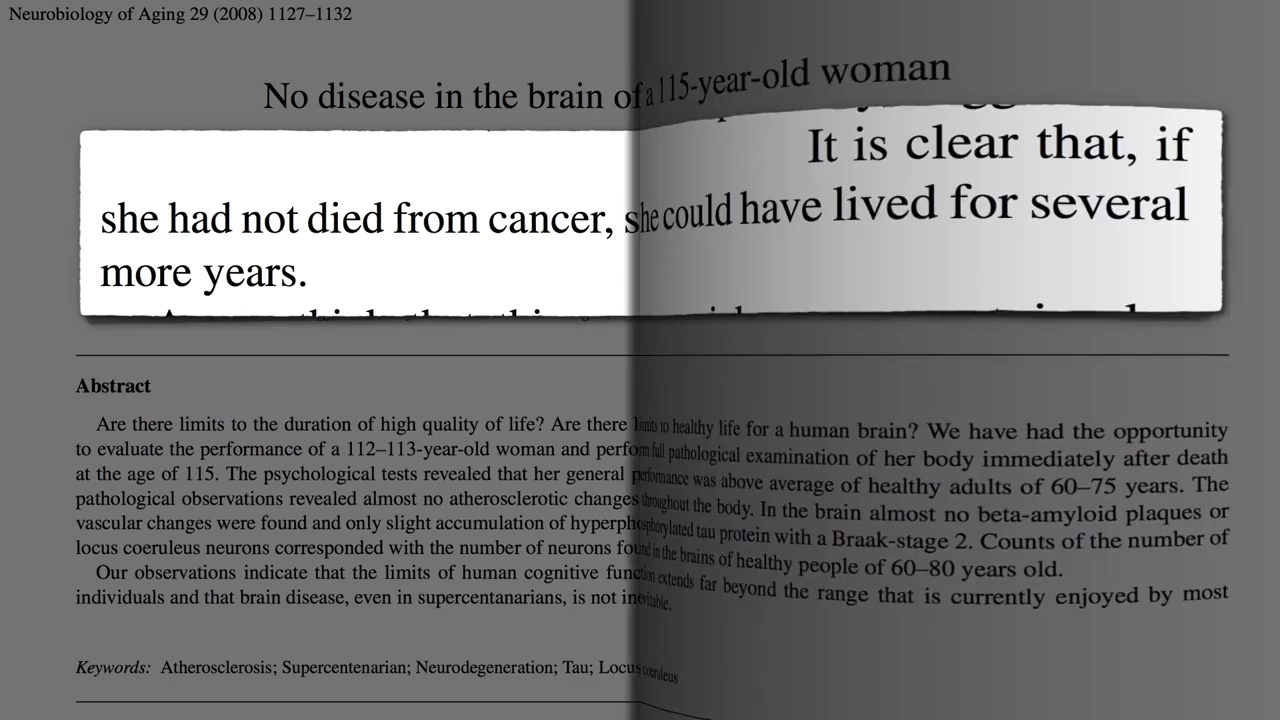 Neurobiology of Aging 29 (2008) 1127–1132
No disease in the brain of a 115-year-old woman
It is clear that, if
she had not died from cancer, she could have lived for several
more years.
Abstract
Are there limits to the duration of high quality of life? Are there limits to healthy life for a human brain? We have had the opportunity
to evaluate the performance of a 112–113-year-old woman and perform full pathological examination of her body immediately after death
at the age of 115. The psychological tests revealed that her general performance was above average of healthy adults of 60–75 years. The
pathological observations revealed almost no atherosclerotic changes throughout the body. In the brain almost no beta-amyloid plaques or
vascular changes were found and only slight accumulation of hyperphosphorylated tau protein with a Braak-stage 2. Counts of the number of
locus coeruleus neurons corresponded with the number of neurons found in the brains of healthy people of 60–80 years old.
Our observations indicate that the limits of human cognitive function extends far beyond the range that is currently enjoyed by most
individuals and that brain disease, even in supercentanarians, is not inevitable.
Keywords: Atherosclerosis; Supercentenarian; Neurodegeneration; Tau; Locus coeruleus